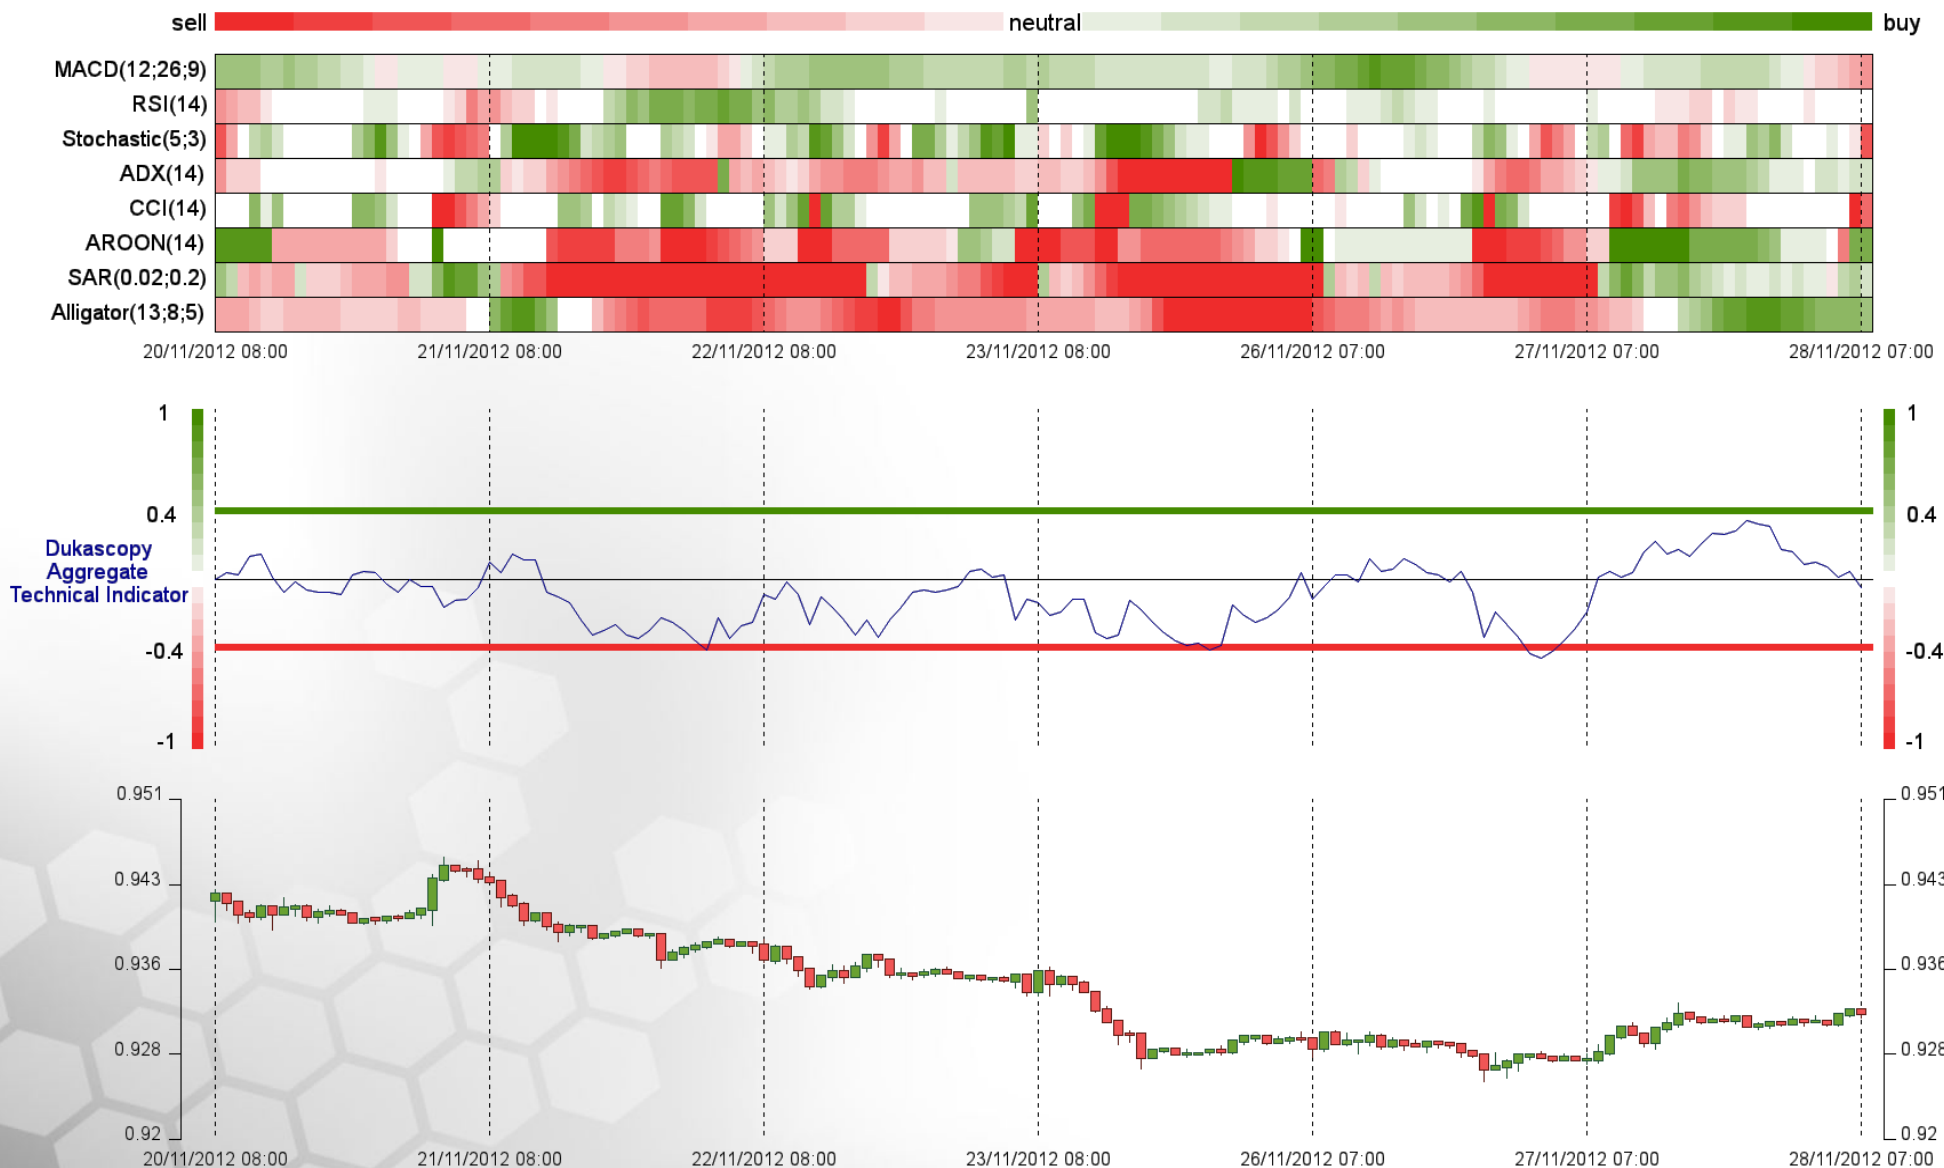 sell neutral buy
MACD(12;26;9)
RSI(14)
Stochastic(5;3)
ADX(14)
CCI(14)
AROON(14)
SAR(0.02;0.2)
Alligator(13;8;5)
20/11/2012 08:00 21/11/2012 08:00 22/11/2012 08:00 23/11/2012 08:00 26/11/2012 07:00 27/11/2012 07:00 28/11/2012 07:00
1 1
0.4 0.4
Dukascopy
Aggregate
Technical Indicator
-0.4 -0.4
-1 -1
0.951 0.951
0.943 0.943
0.936 0.936
0.928 0.928
0.92 0.92
20/11/2012 08:00 21/11/2012 08:00 22/11/2012 08:00 23/11/2012 08:00 26/11/2012 07:00 27/11/2012 07:00 28/11/2012 07:00